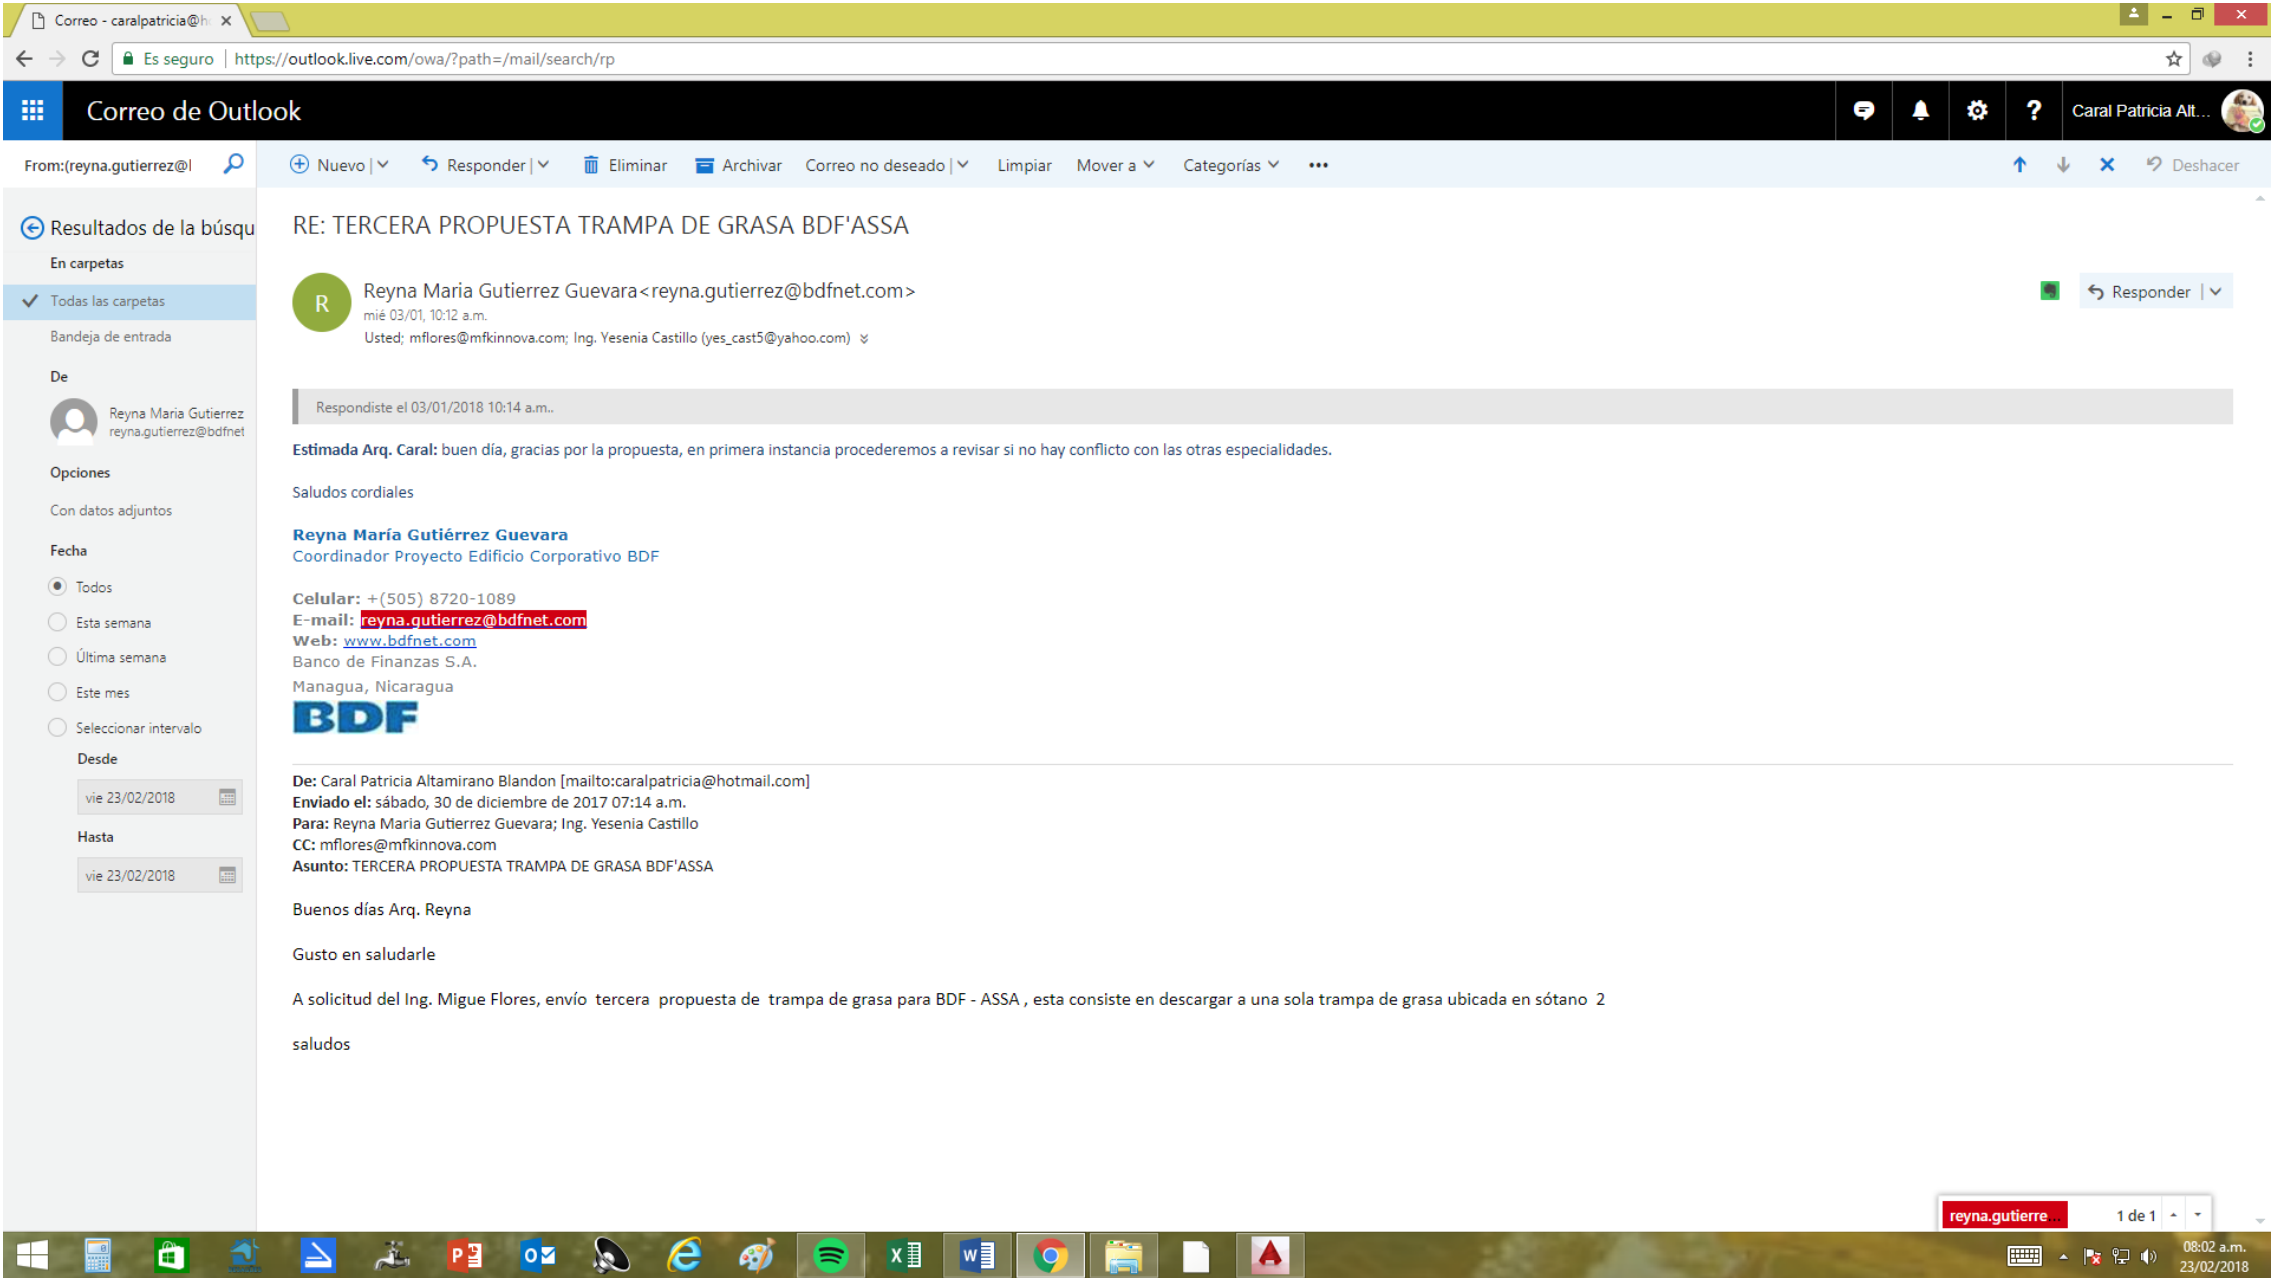 Correo - caralpatricia@h
Es seguro | https://outlook.live.com/owa/?path=/mail/search/rp
Correo de Outlook
Caral Patricia Alt...
From:(reyna.gutierrez@l
Nuevo
Responder
Eliminar
Archivar
Correo no deseado
Limpiar
Mover a
Categorías
Deshacer
Resultados de la búsqu
En carpetas
Todas las carpetas
Bandeja de entrada
De
Reyna Maria Gutierrez
reyna.gutierrez@bdfnet
Opciones
Con datos adjuntos
Fecha
Todos
Esta semana
Última semana
Este mes
Seleccionar intervalo
Desde
vie 23/02/2018
Hasta
vie 23/02/2018
RE: TERCERA PROPUESTA TRAMPA DE GRASA BDF'ASSA
R
Reyna Maria Gutierrez Guevara<reyna.gutierrez@bdfnet.com>
mié 03/01, 10:12 a.m.
Usted; mflores@mfkinnova.com; Ing. Yesenia Castillo (yes_cast5@yahoo.com)
Responder
Respondiste el 03/01/2018 10:14 a.m..
Estimada Arq. Caral: buen día, gracias por la propuesta, en primera instancia procederemos a revisar si no hay conflicto con las otras especialidades.
Saludos cordiales
Reyna María Gutiérrez Guevara
Coordinador Proyecto Edificio Corporativo BDF
Celular: +(505) 8720-1089
E-mail: reyna.gutierrez@bdfnet.com
Web: www.bdfnet.com
Banco de Finanzas S.A.
Managua, Nicaragua
BDF
De: Caral Patricia Altamirano Blandon [mailto:caralpatricia@hotmail.com]
Enviado el: sábado, 30 de diciembre de 2017 07:14 a.m.
Para: Reyna Maria Gutierrez Guevara; Ing. Yesenia Castillo
CC: mflores@mfkinnova.com
Asunto: TERCERA PROPUESTA TRAMPA DE GRASA BDF'ASSA
Buenos días Arq. Reyna
Gusto en saludarle
A solicitud del Ing. Migue Flores, envío  tercera  propuesta de  trampa de grasa para BDF - ASSA , esta consiste en descargar a una sola trampa de grasa ubicada en sótano  2
saludos
reyna.gutierre...
1 de 1
08:02 a.m.
23/02/2018